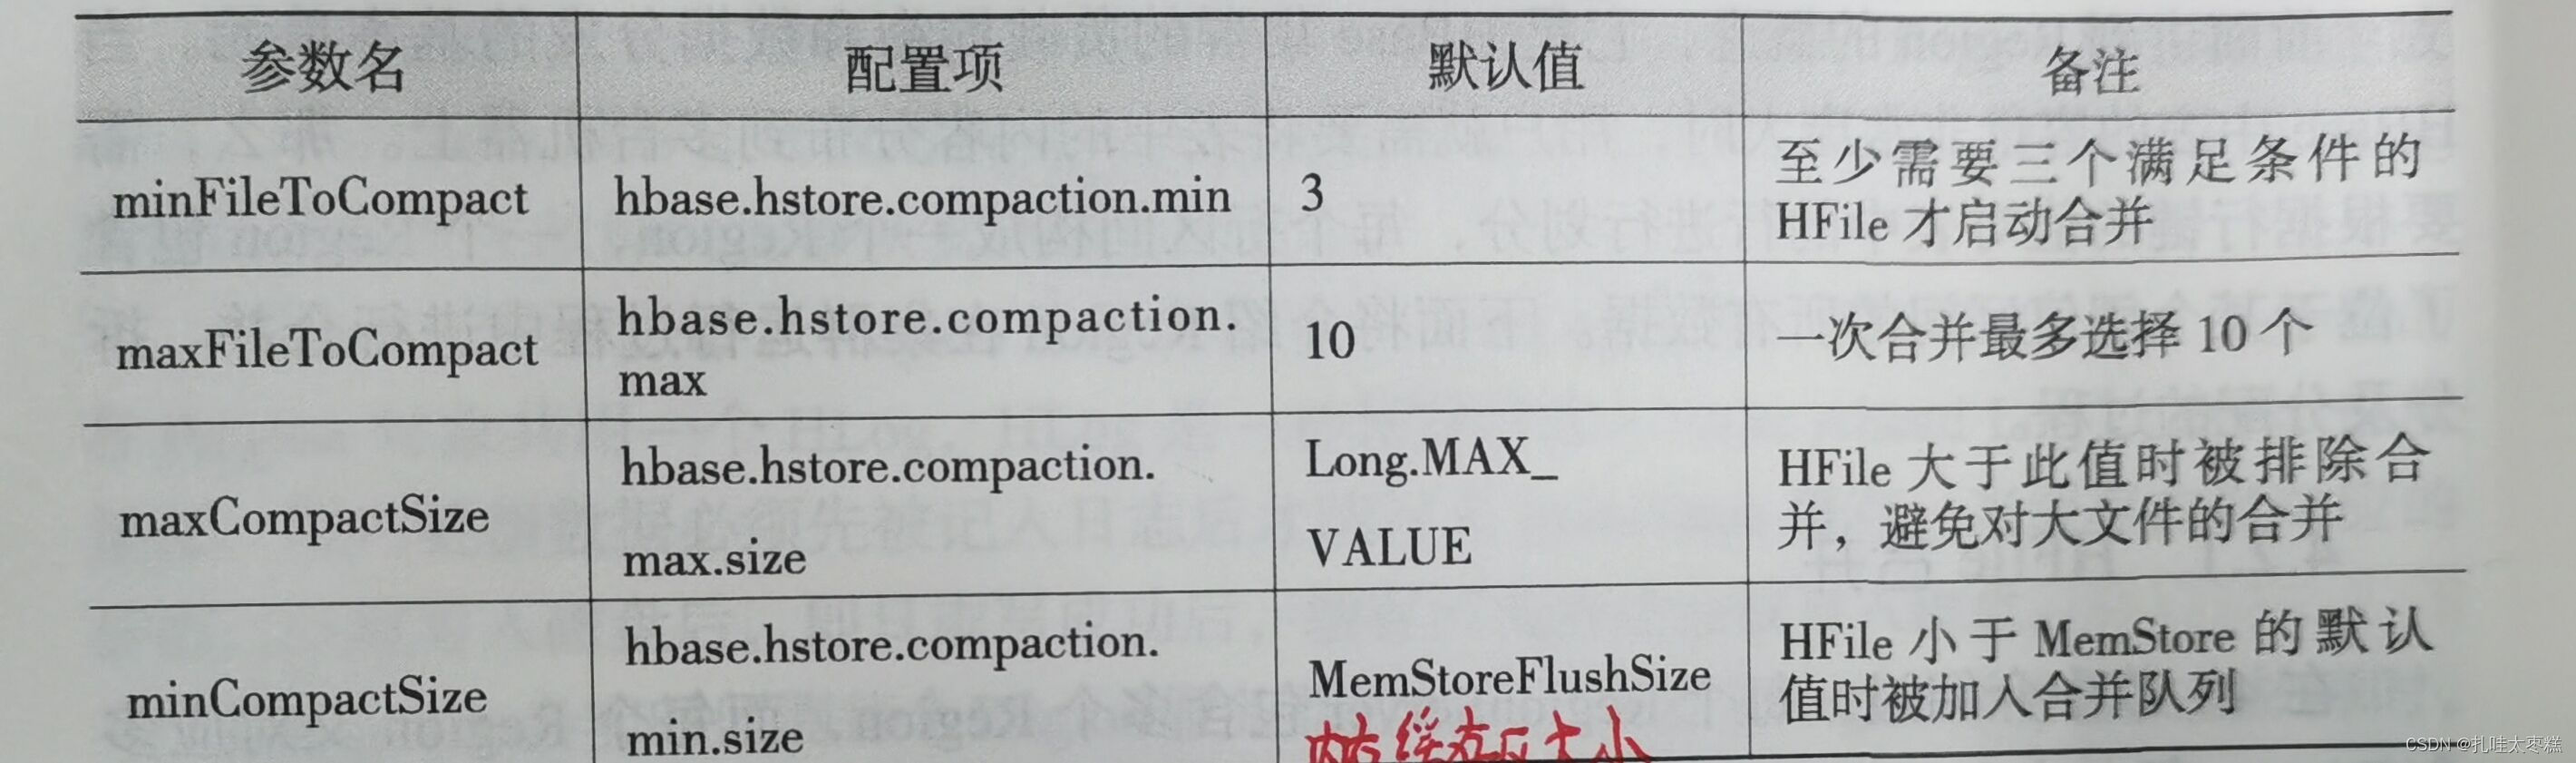 参数名 配置项 默认值 备注
minFileToCompact hbase.hstore.compaction.min 3 至少需要三个满足条件的
HFile 才启动合并
maxFileToCompact hbase.hstore.compaction.
max 10 一次合并最多选择 10 个
maxCompactSize hbase.hstore.compaction.
max.size Long.MAX_
VALUE HFile 大于此值时被排除合
并，避免对大文件的合并
minCompactSize hbase.hstore.compaction.
min.size MemStoreFlushSize
大小
HFile 小于 MemStore 的默认
值时被加入合并队列
CSDN @扎哇太枣糕